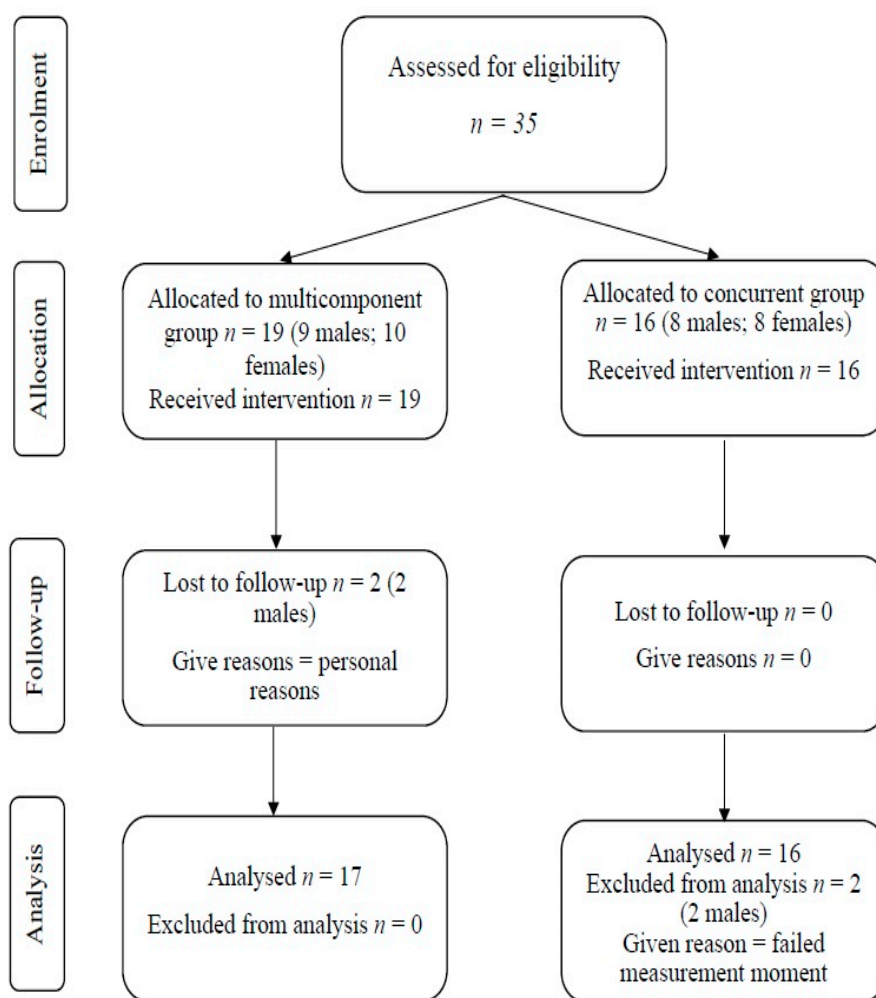 Enrolment
Assessed for eligibility
n = 35
Allocation
Allocated to multicomponent
group n = 19 (9 males; 10
females)
Received intervention n = 19
Allocated to concurrent group
n = 16 (8 males; 8 females)
Received intervention n = 16
Follow-up
Lost to follow-up n = 2 (2
males)
Give reasons = personal
reasons
Lost to follow-up n = 0
Give reasons n = 0
Analysis
Analysed n = 17
Excluded from analysis n = 0
Analysed n = 16
Excluded from analysis n = 2
(2 males)
Given reason = failed
measurement moment